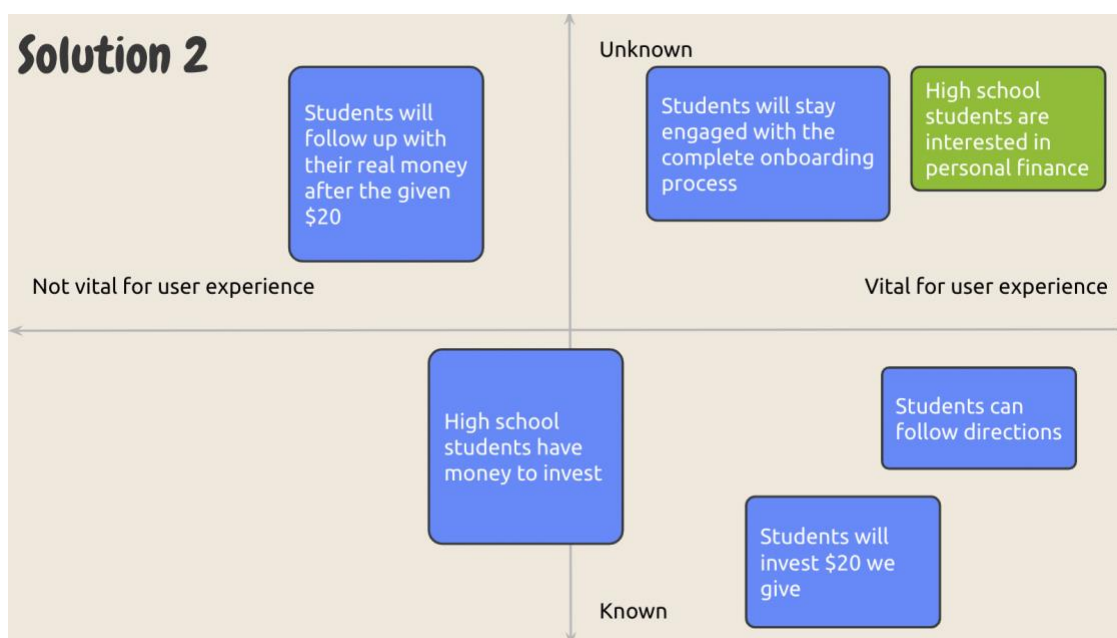 Solution 2
Unknown
Students will
follow up with
their real money
after the given
$20
Students will stay
engaged with the
complete onboarding
process
High school
students are
interested in
personal finance
Not vital for user experience
Vital for user experience
High school
students have
money to invest
Students can
follow directions
Students will
invest $20 we
give
Known